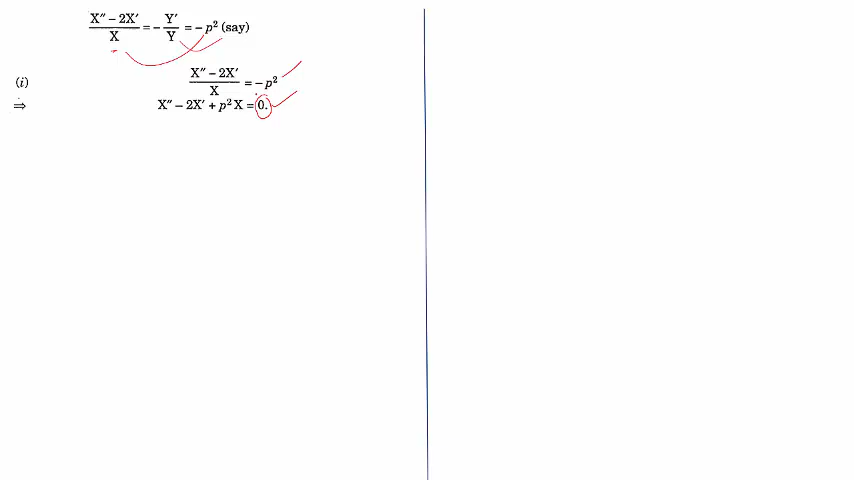 X″ − 2X′ / X = − Y′ / Y = − p² (say)
(i) X″ − 2X′ / X = − p²
⇒ X″ − 2X′ + p² X = 0.